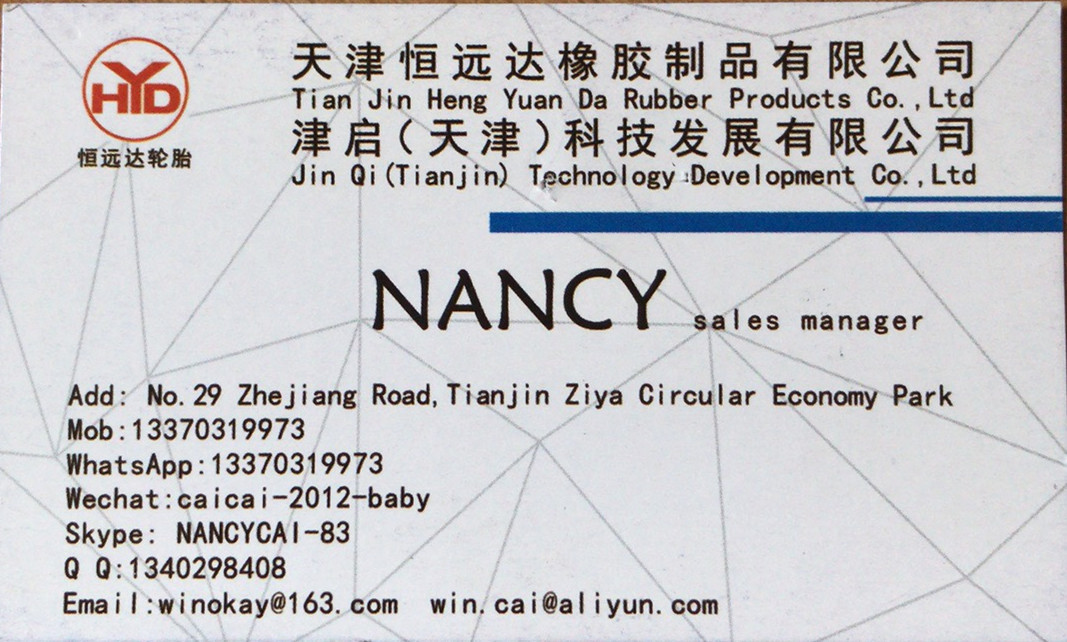 HYD
恒远达轮胎
天津恒远达橡胶制品有限公司
Tian Jin Heng Yuan Da Rubber Products Co.,Ltd
津启(天津)科技发展有限公司
Jin Qi(Tianjin) Technology Development Co.,Ltd
NANCY sales manager
Add: No.29 Zhejiang Road,Tianjin Ziya Circular Economy Park
Mob:13370319973
WhatsApp:13370319973
Wechat:caicai-2012-baby
Skype: NANCYCAI-83
Q Q:1340298408
Email:winokay@163.com win.cai@aliyun.com